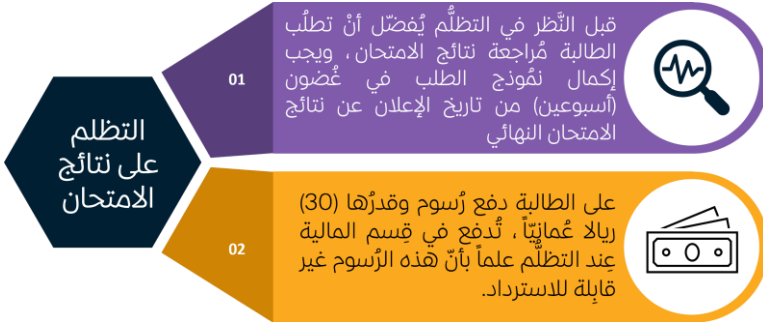 التظلم
على نتائج
الامتحان
01
قبل النَّظر في التظلُّم يُفضّل أنْ تطلُب
الطالبة مُراجعة نتائج الامتحان، ويجب
إكمال نمُوذج الطلب في غُضون
(أسبوعين) من تاريخ الإعلان عن نتائج
الامتحان النهائي
02
على الطالبة دفع رُسوم وقدرُها (30)
ريالا عُمانيّاً، تُدفع في قِسم المالية
عِند التظلُّم علماً بأنّ هذه الرُسوم غير
قابِلة للاسترداد.